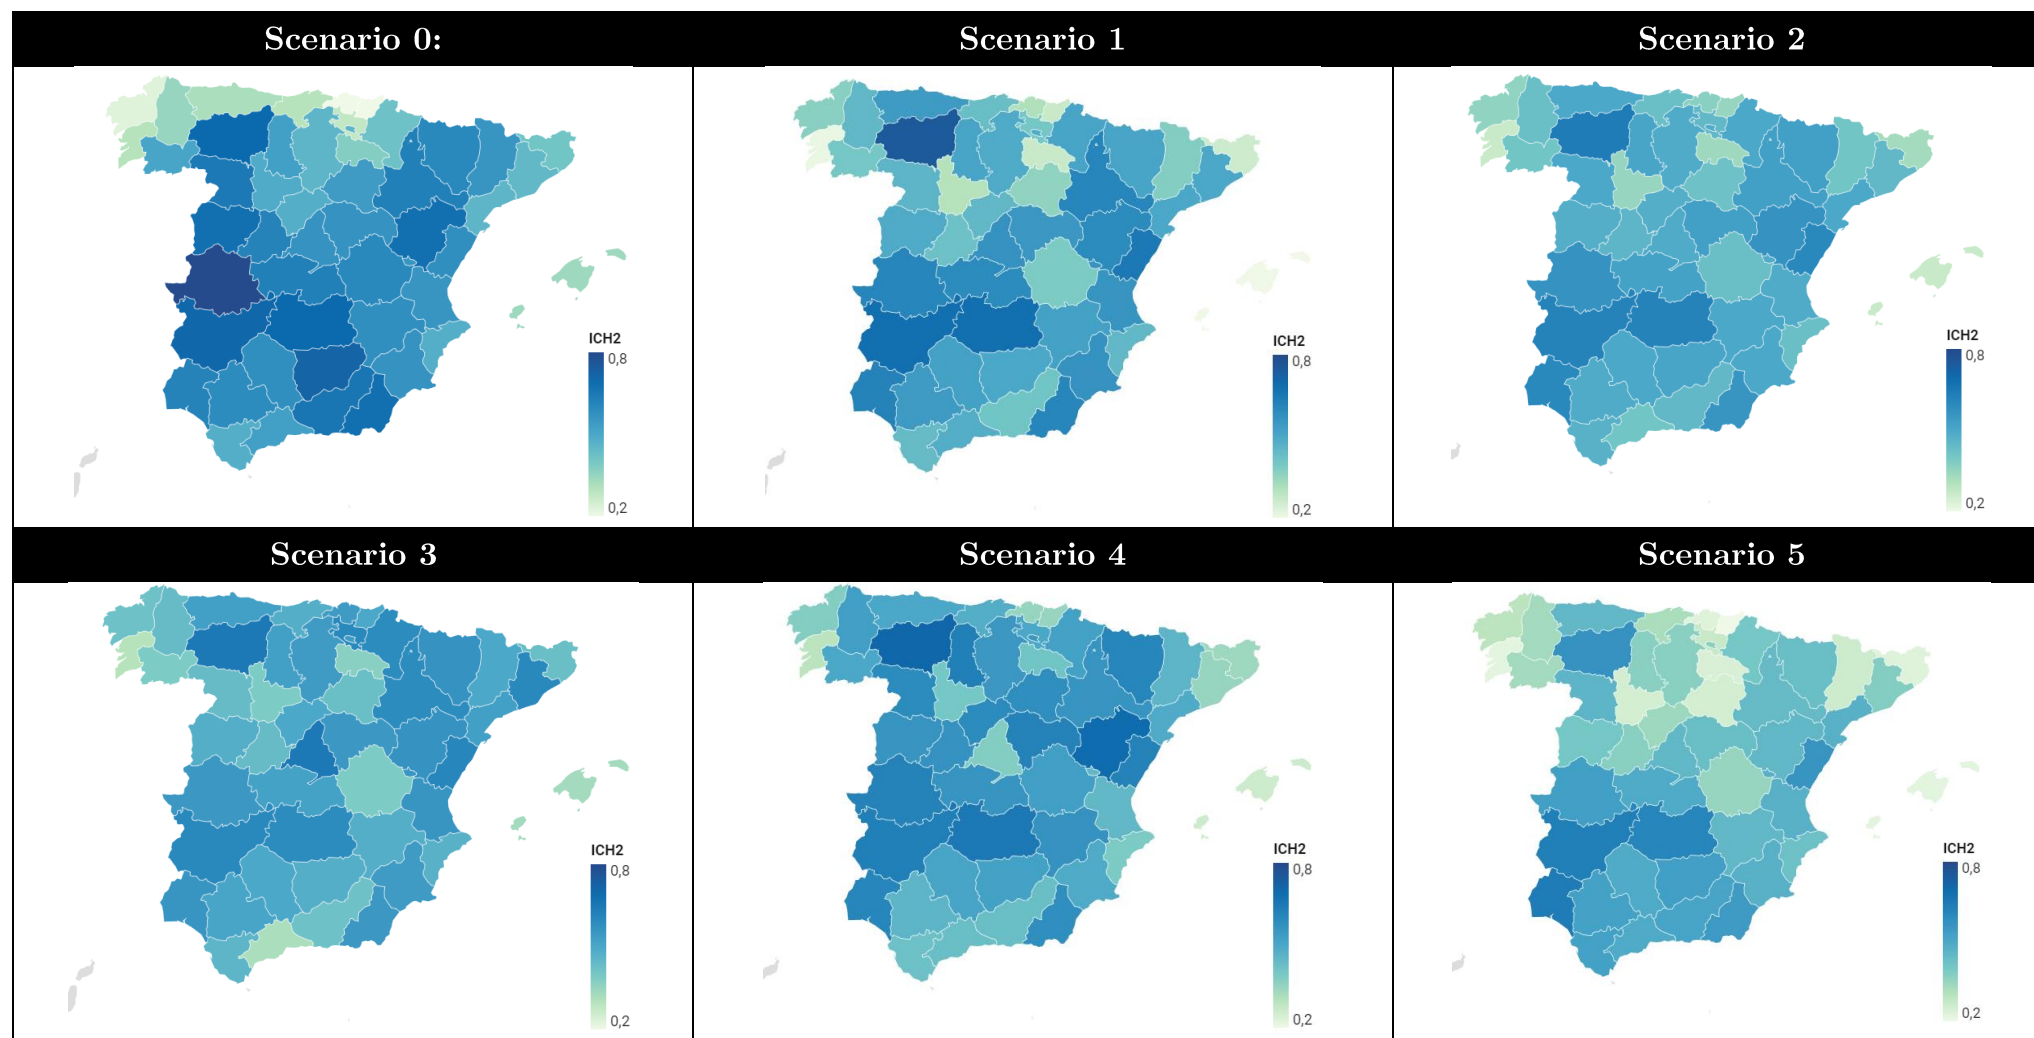 Scenario 0:
Scenario 1
Scenario 2
ICH2
0,8
0,2
ICH2
0,8
0,2
ICH2
0,8
0,2
Scenario 3
Scenario 4
Scenario 5
ICH2
0,8
0,2
ICH2
0,8
0,2
ICH2
0,8
0,2